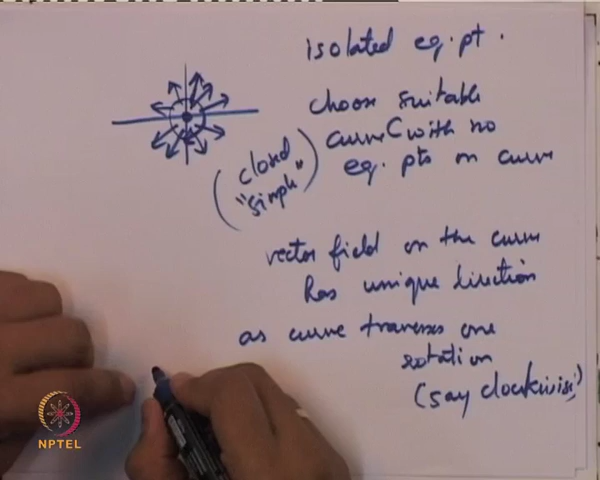 isolated eq. pt.
choose suitable
curve C with no
eq. pts on curve
(closed
"simple")
vector field on the curve
has unique direction
as curve traverses one
rotation
(say clockwise)
NPTEL